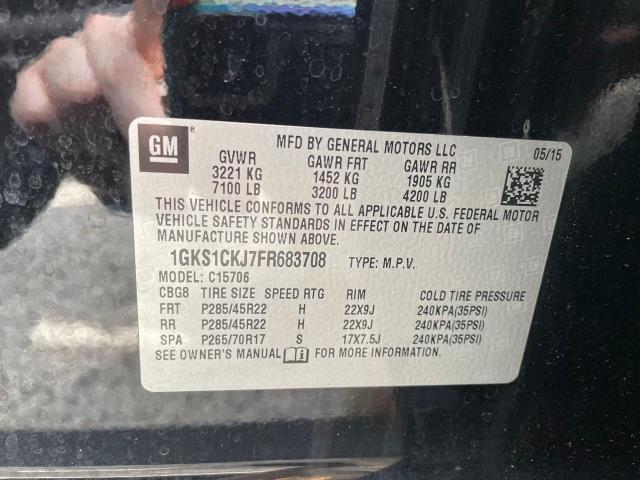 GM
MFD BY GENERAL MOTORS LLC
05/15
GVWR GAWR FRT GAWR RR
3221 KG 1452 KG 1905 KG
7100 LB 3200 LB 4200 LB
THIS VEHICLE CONFORMS TO ALL APPLICABLE U.S. FEDERAL MOTOR
VEHICLE SAFETY STANDARDS IN EFFECT ON THE DATE OF
MANUFACTURE SHOWN ABOVE.
1GKS1CKJ7FR683708 TYPE: M.P.V.
MODEL: C15706
CBG8 TIRE SIZE SPEED RTG RIM COLD TIRE PRESSURE
FRT P285/45R22 H 22X9J 240KPA(35PSI)
RR P285/45R22 H 22X9J 240KPA(35PSI)
SPA P265/70R17 S 17X7.5J 240KPA(35PSI)
SEE OWNER'S MANUAL FOR MORE INFORMATION.